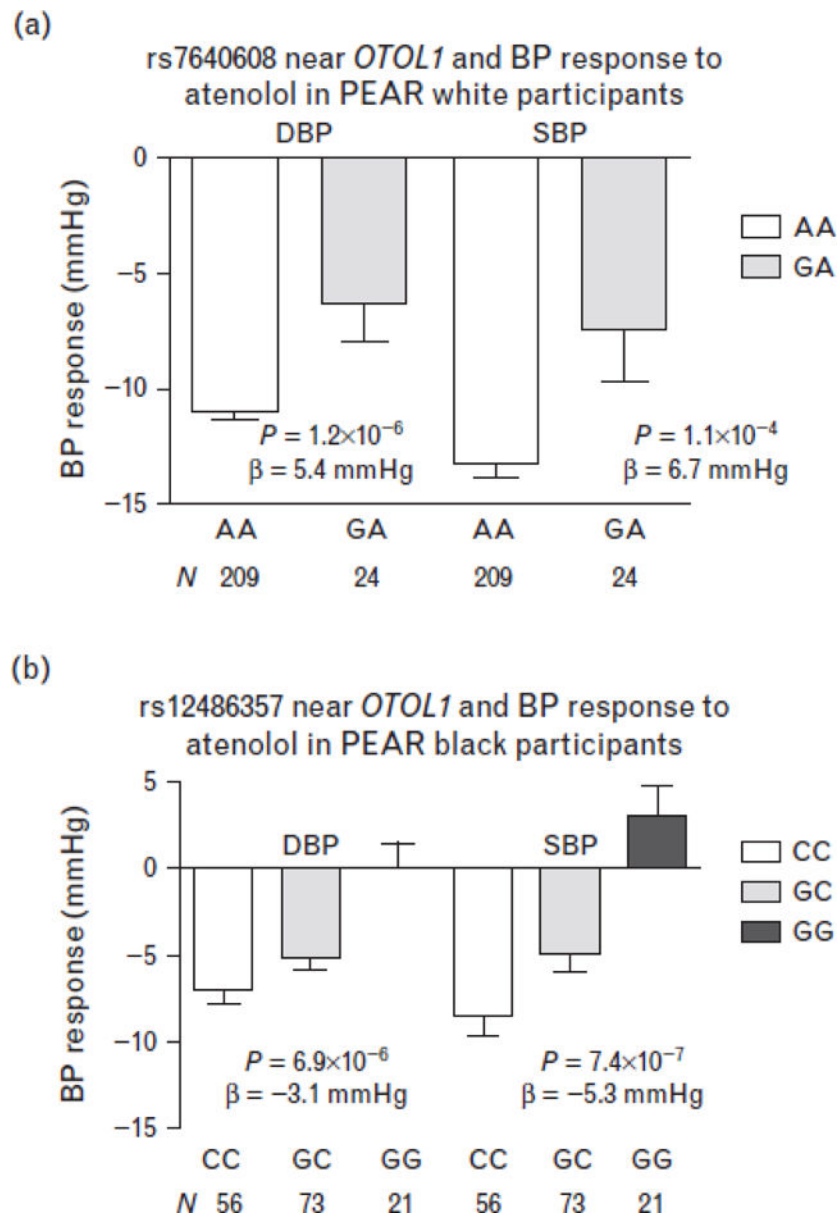 (a)
rs7640608 near OTOL1 and BP response to
atenolol in PEAR white participants
DBP SBP
0
−5
−10
−15
BP response (mmHg)
AA
GA
P = 1.2×10⁻⁶
β = 5.4 mmHg
P = 1.1×10⁻⁴
β = 6.7 mmHg
AA GA AA GA
N 209 24 209 24
(b)
rs12486357 near OTOL1 and BP response to
atenolol in PEAR black participants
5
0
−5
−10
−15
BP response (mmHg)
DBP SBP
CC
GC
GG
P = 6.9×10⁻⁶
β = −3.1 mmHg
P = 7.4×10⁻⁷
β = −5.3 mmHg
CC GC GG CC GC GG
N 56 73 21 56 73 21